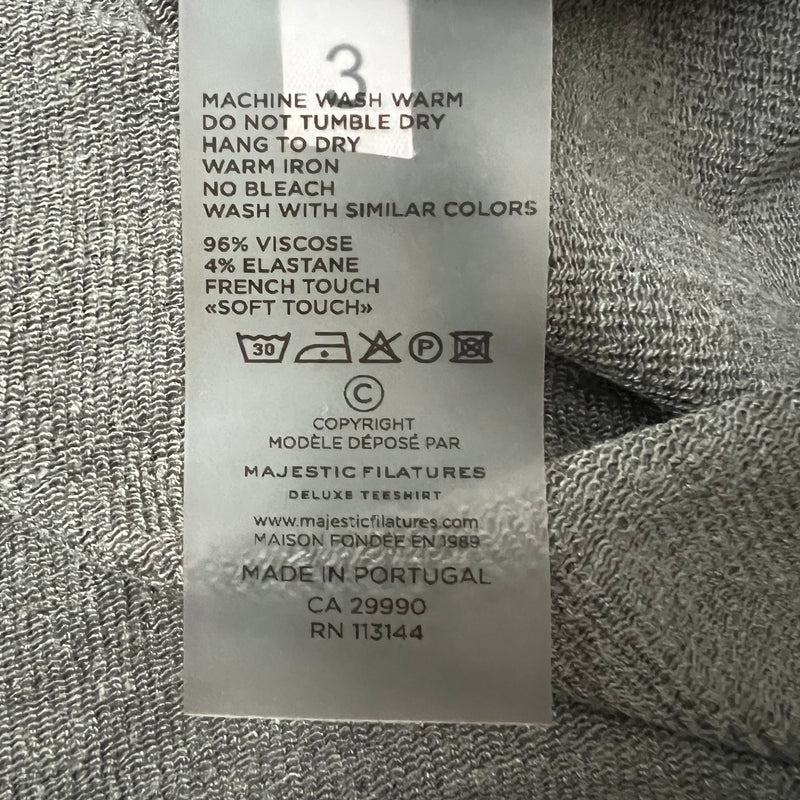 3
MACHINE WASH WARM
DO NOT TUMBLE DRY
HANG TO DRY
WARM IRON
NO BLEACH
WASH WITH SIMILAR COLORS
96% VISCOSE
4% ELASTANE
FRENCH TOUCH
«SOFT TOUCH»
30 P
©
COPYRIGHT
MODÈLE DÉPOSÉ PAR
MAJESTIC FILATURES
DELUXE TEESHIRT
www.majesticfilatures.com
MAISON FONDÉE EN 1989
MADE IN PORTUGAL
CA 29990
RN 113144